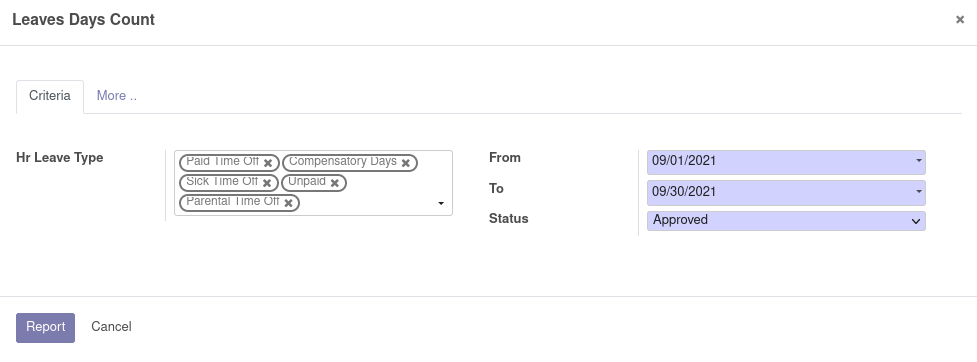 Leaves Days Count ×
Criteria More ..
Hr Leave Type
Paid Time Off ✖ Compensatory Days ✖
Sick Time Off ✖ Unpaid ✖
Parental Time Off ✖
From 09/01/2021
To 09/30/2021
Status Approved
Report Cancel